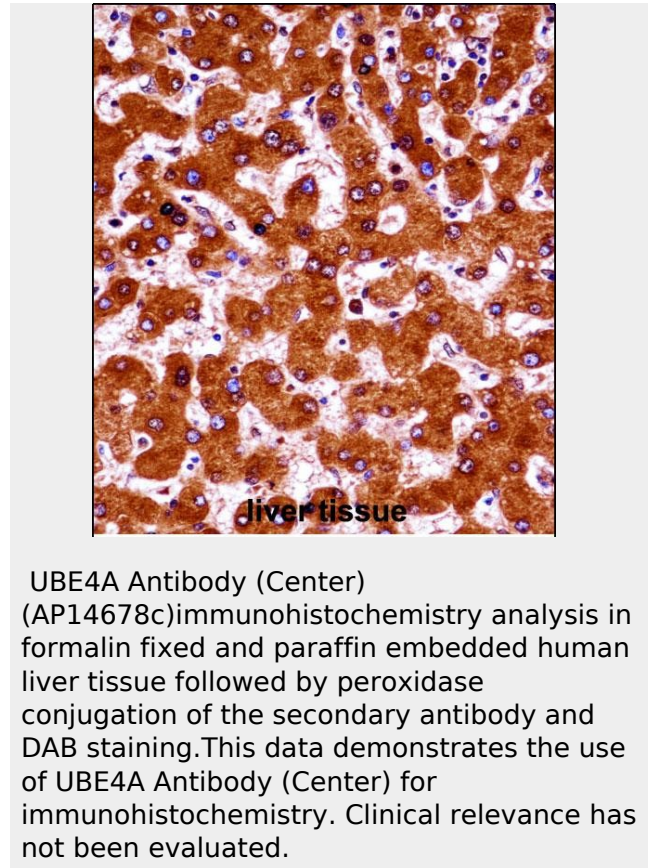 liver tissue
UBE4A Antibody (Center)
(AP14678c)immunohistochemistry analysis in
formalin fixed and paraffin embedded human
liver tissue followed by peroxidase
conjugation of the secondary antibody and
DAB staining.This data demonstrates the use
of UBE4A Antibody (Center) for
immunohistochemistry. Clinical relevance has
not been evaluated.